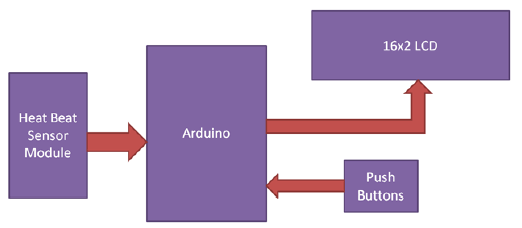 16x2 LCD
Heat Beat
Sensor
Module
Arduino
Push
Buttons